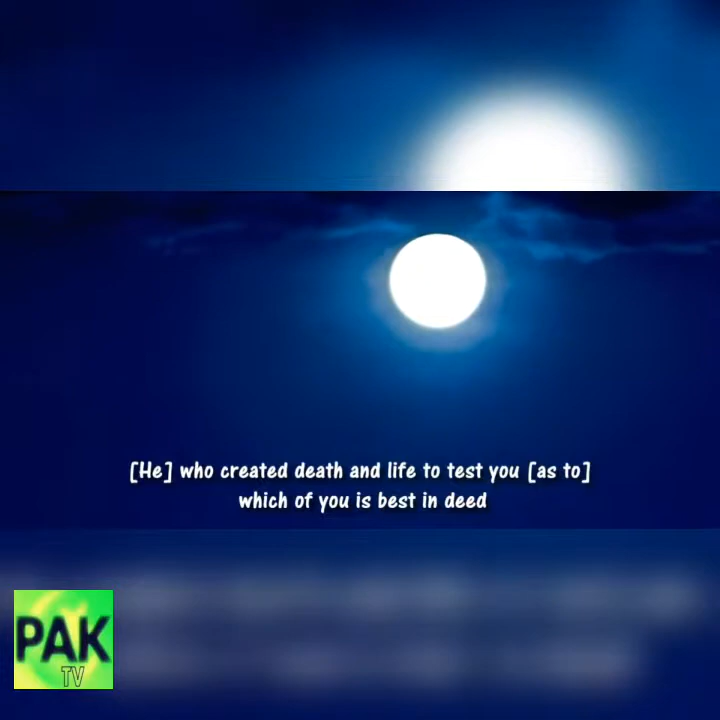 [He] who created death and life to test you [as to]
which of you is best in deed
PAK
TV